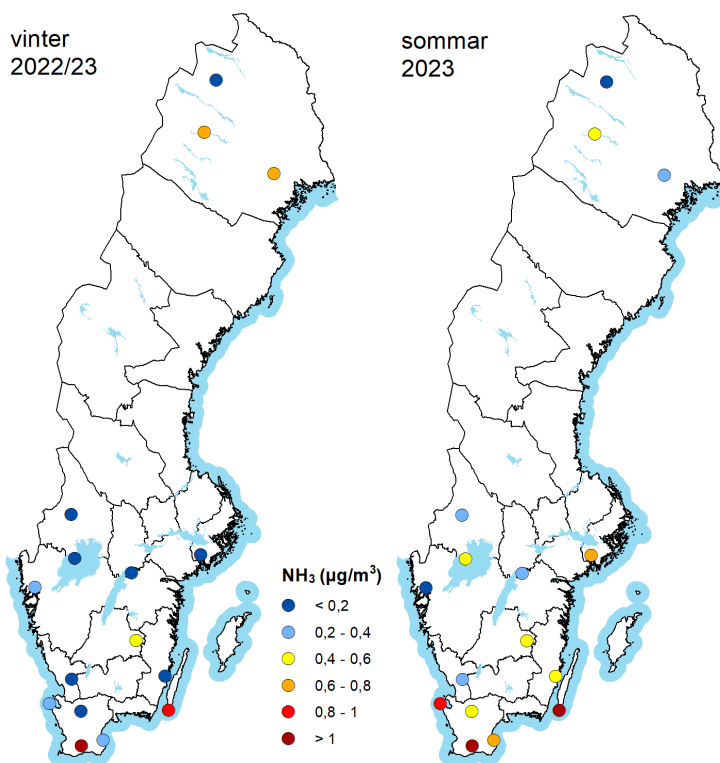 vinter
2022/23
sommar
2023
NH₃ (µg/m³)
< 0,2
0,2 - 0,4
0,4 - 0,6
0,6 - 0,8
0,8 - 1
> 1